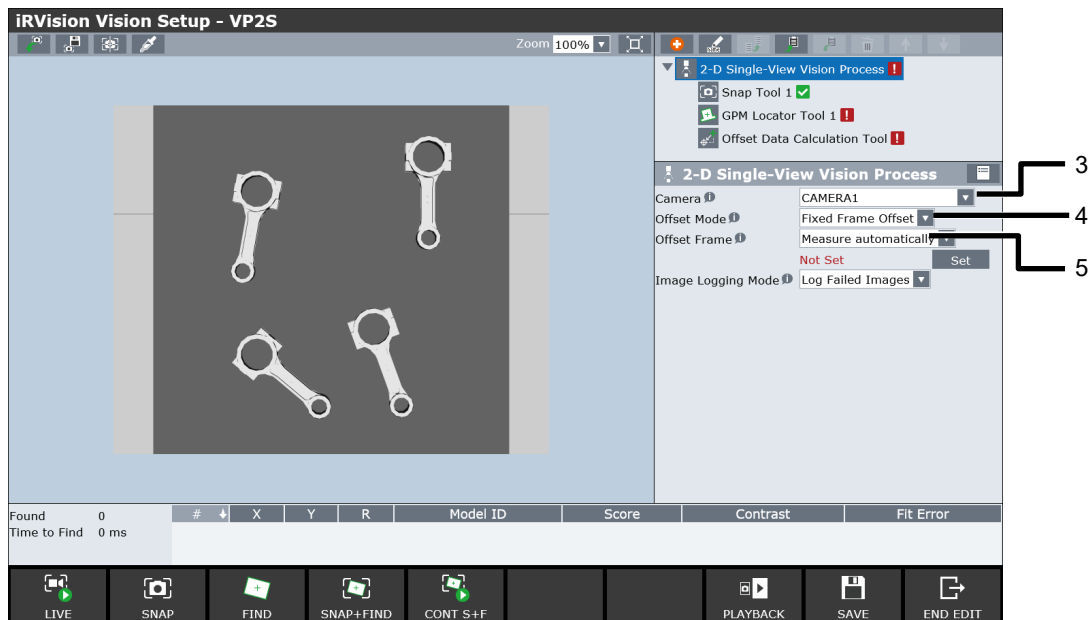 iRVision Vision Setup - VP2S
Zoom 100%
2-D Single-View Vision Process
Snap Tool 1
GPM Locator Tool 1
Offset Data Calculation Tool
2-D Single-View Vision Process
3
Camera CAMERA1
Offset Mode Fixed Frame Offset
4
Offset Frame Measure automatically
Not Set Set
5
Image Logging Mode Log Failed Images
Found 0
Time to Find 0 ms
# X Y R Model ID Score Contrast Fit Error
LIVE SNAP FIND SNAP+FIND CONT S+F PLAYBACK SAVE END EDIT